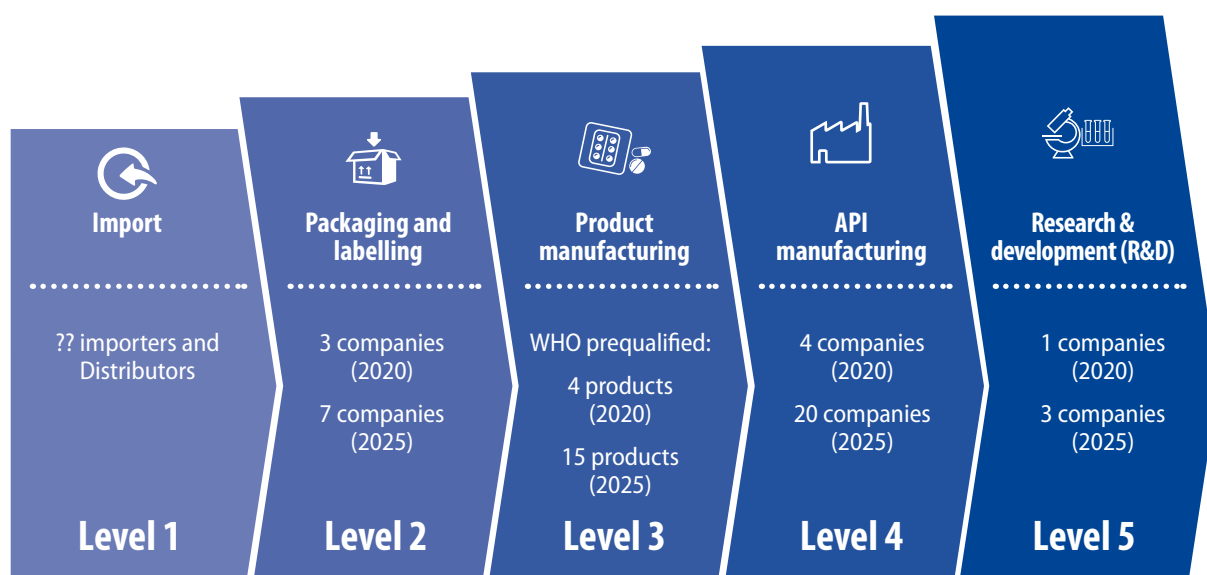 Import
?? importers and
Distributors
Level 1
Packaging and
labelling
3 companies
(2020)
7 companies
(2025)
Level 2
Product
manufacturing
WHO prequalified:
4 products
(2020)
15 products
(2025)
Level 3
API
manufacturing
4 companies
(2020)
20 companies
(2025)
Level 4
Research &
development (R&D)
1 companies
(2020)
3 companies
(2025)
Level 5